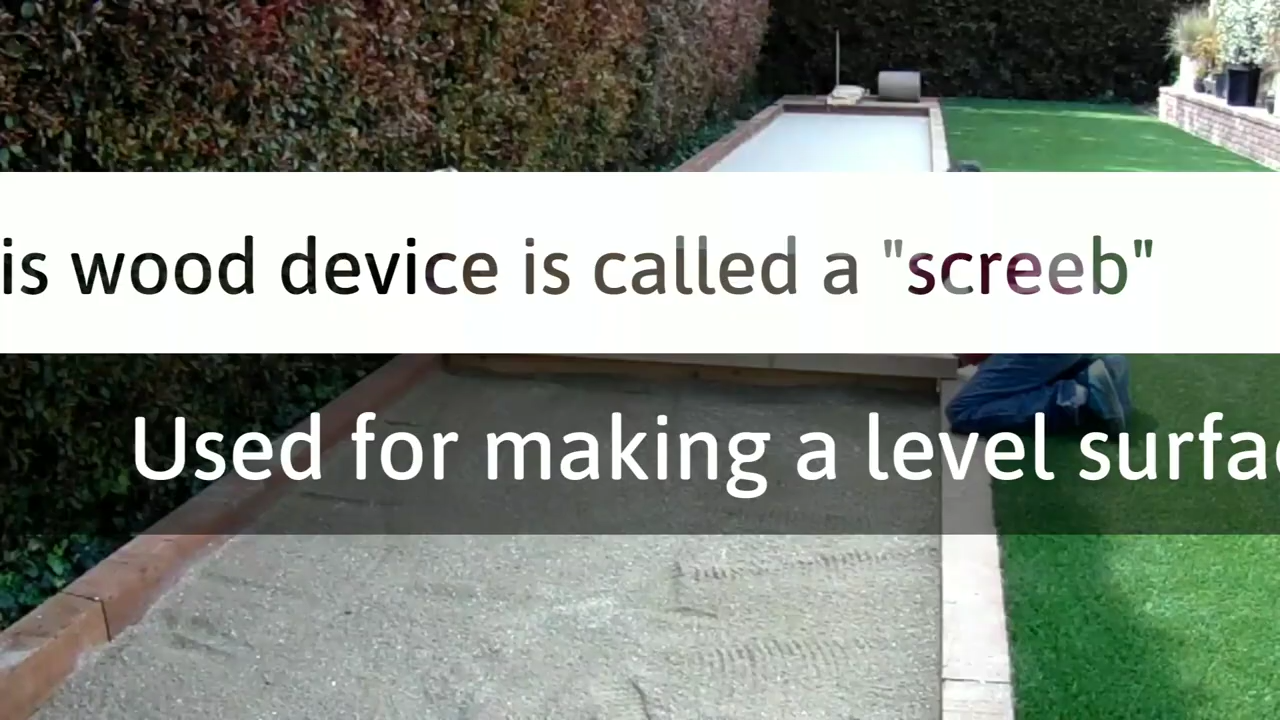 is wood device is called a "screeb"
Used for making a level surfa